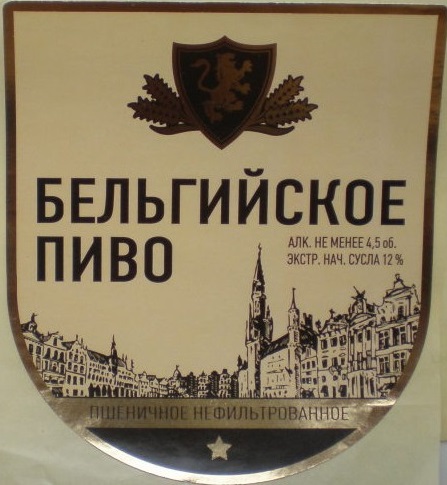 БЕЛЬГИЙСКОЕ
ПИВО
АЛК. НЕ МЕНЕЕ 4,5 об.
ЭКСТР. НАЧ. СУСЛА 12 %
ПШЕНИЧНОЕ НЕФИЛЬТРОВАННОЕ